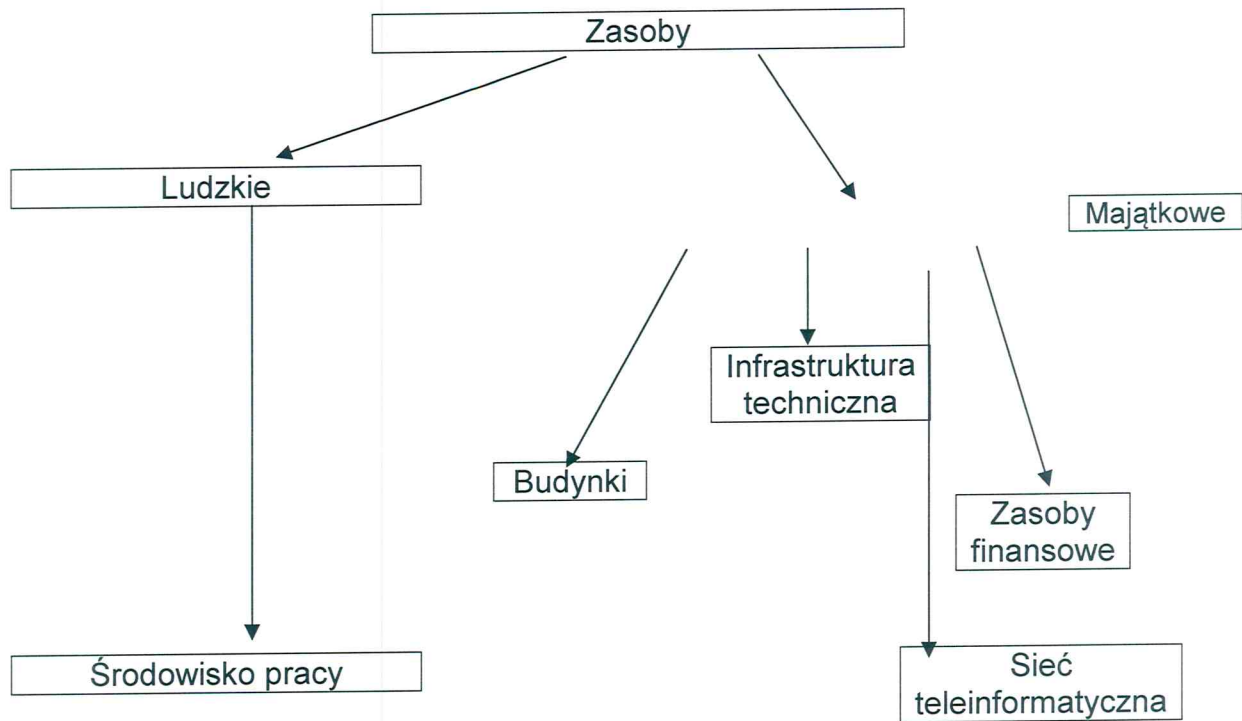 Zasoby
Ludzkie
Majątkowe
Infrastruktura
techniczna
Budynki
Zasoby
finansowe
Środowisko pracy
Sieć
teleinformatyczna